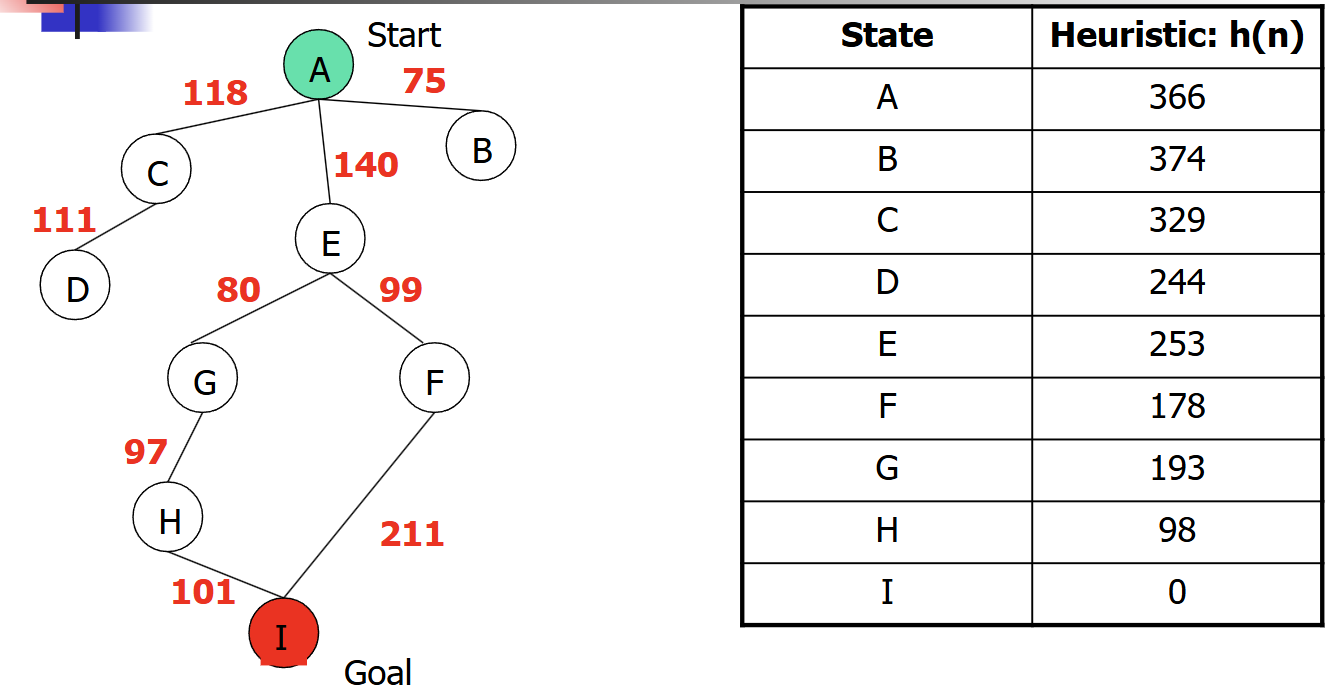 Start
A
118
75
B
C
140
111
E
D
80
99
G
F
97
H
211
101
I
Goal
State Heuristic: h(n)
A 366
B 374
C 329
D 244
E 253
F 178
G 193
H 98
I 0